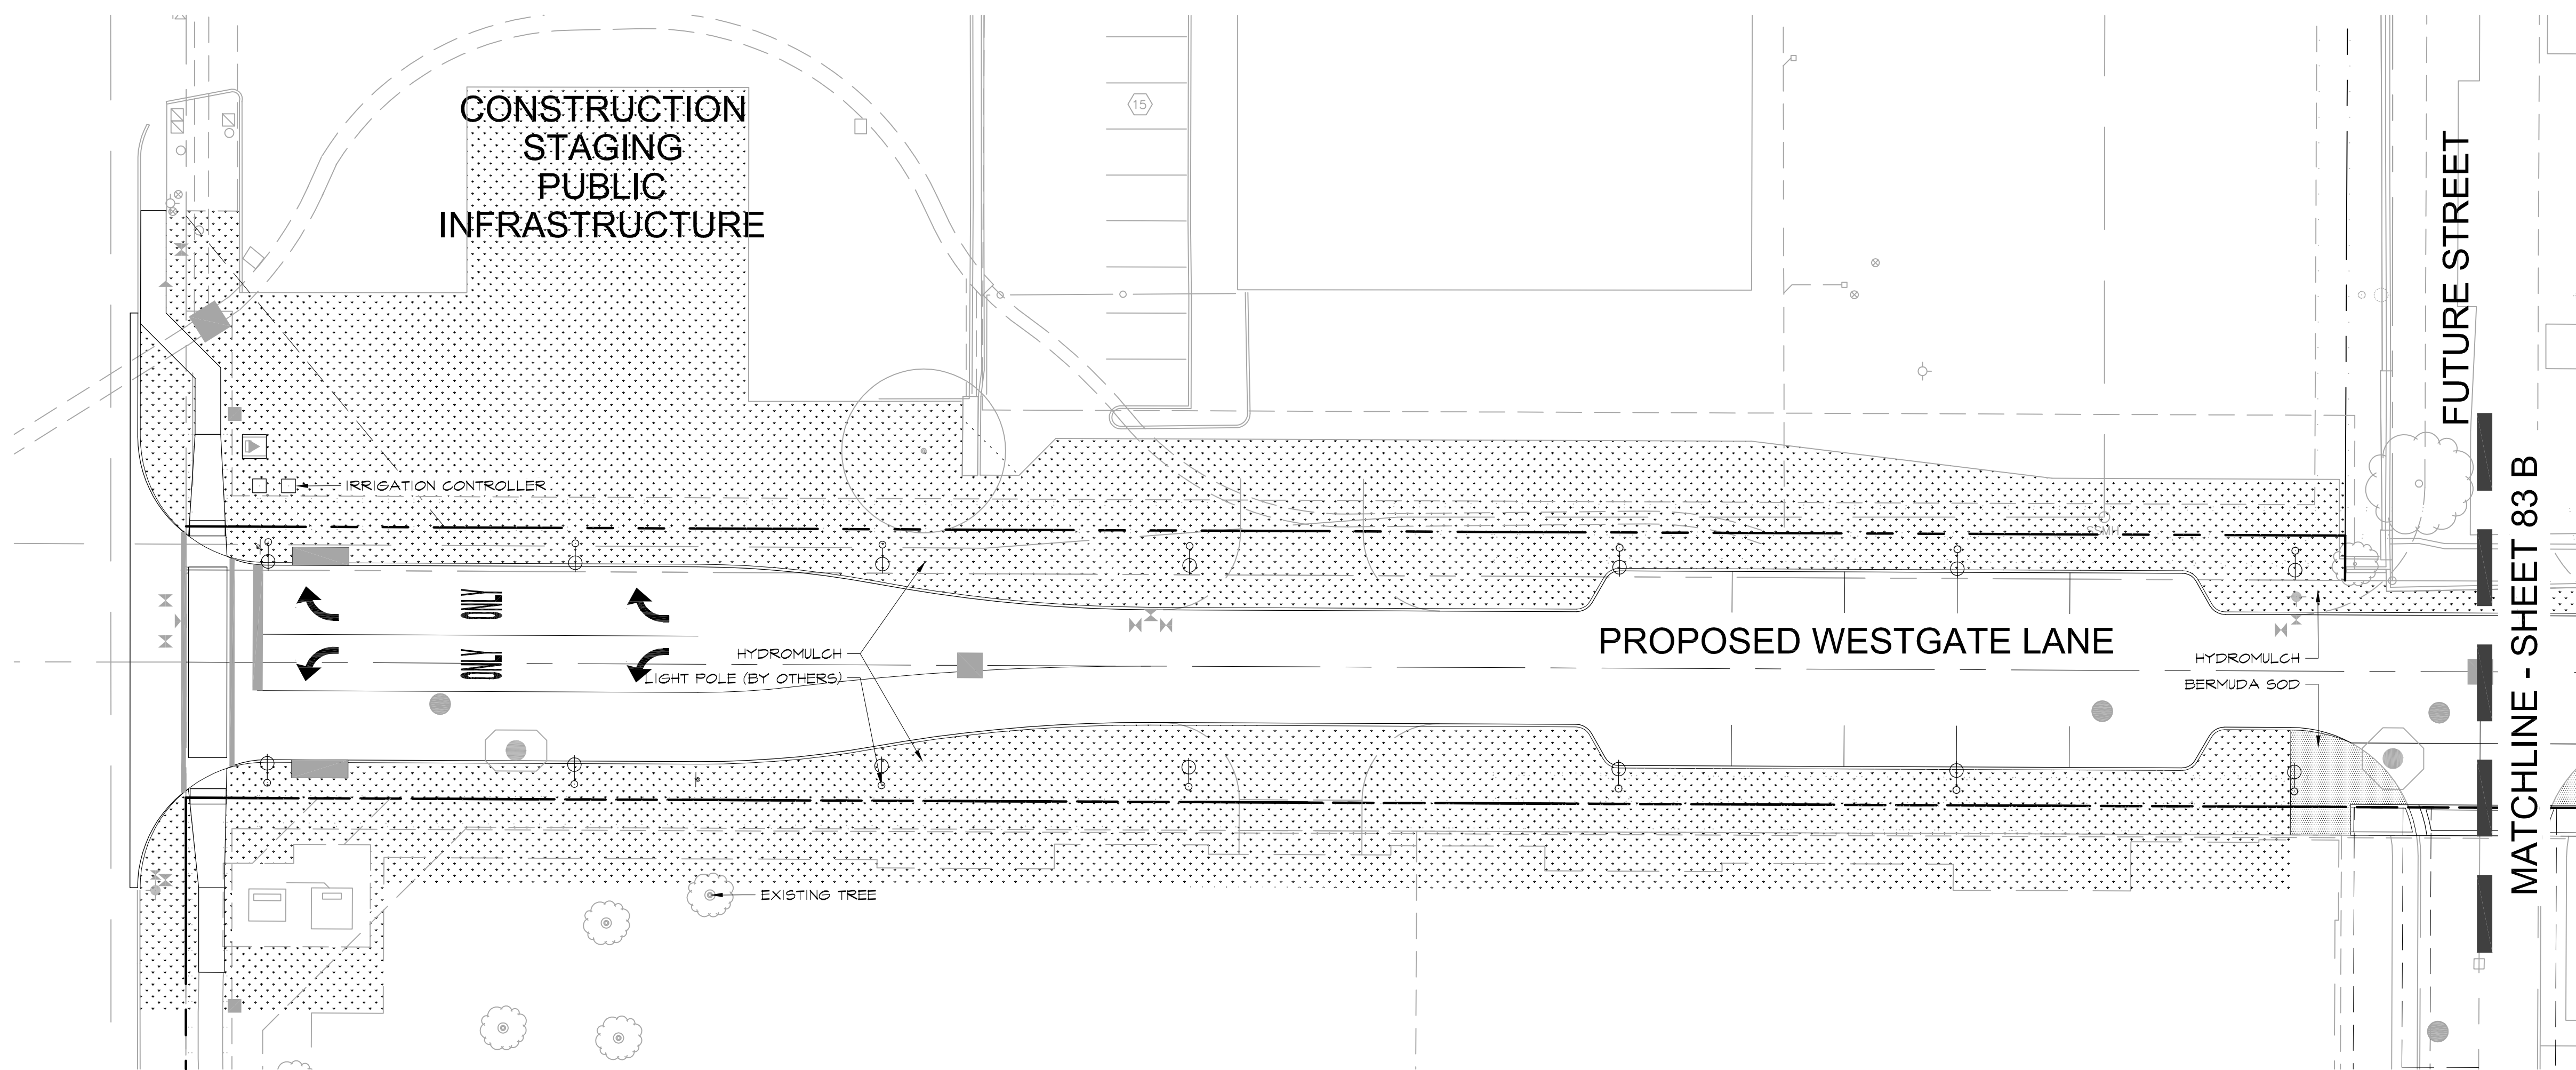 CONSTRUCTION
STAGING
PUBLIC
INFRASTRUCTURE
15
FUTURE STREET
IRRIGATION CONTROLLER
SSMH
ONLY
ONLY
PROPOSED WESTGATE LANE
HYDROMULCH
LIGHT POLE (BY OTHERS)
HYDROMULCH
BERMUDA SOD
MATCHLINE - SHEET 83 B
EXISTING TREE